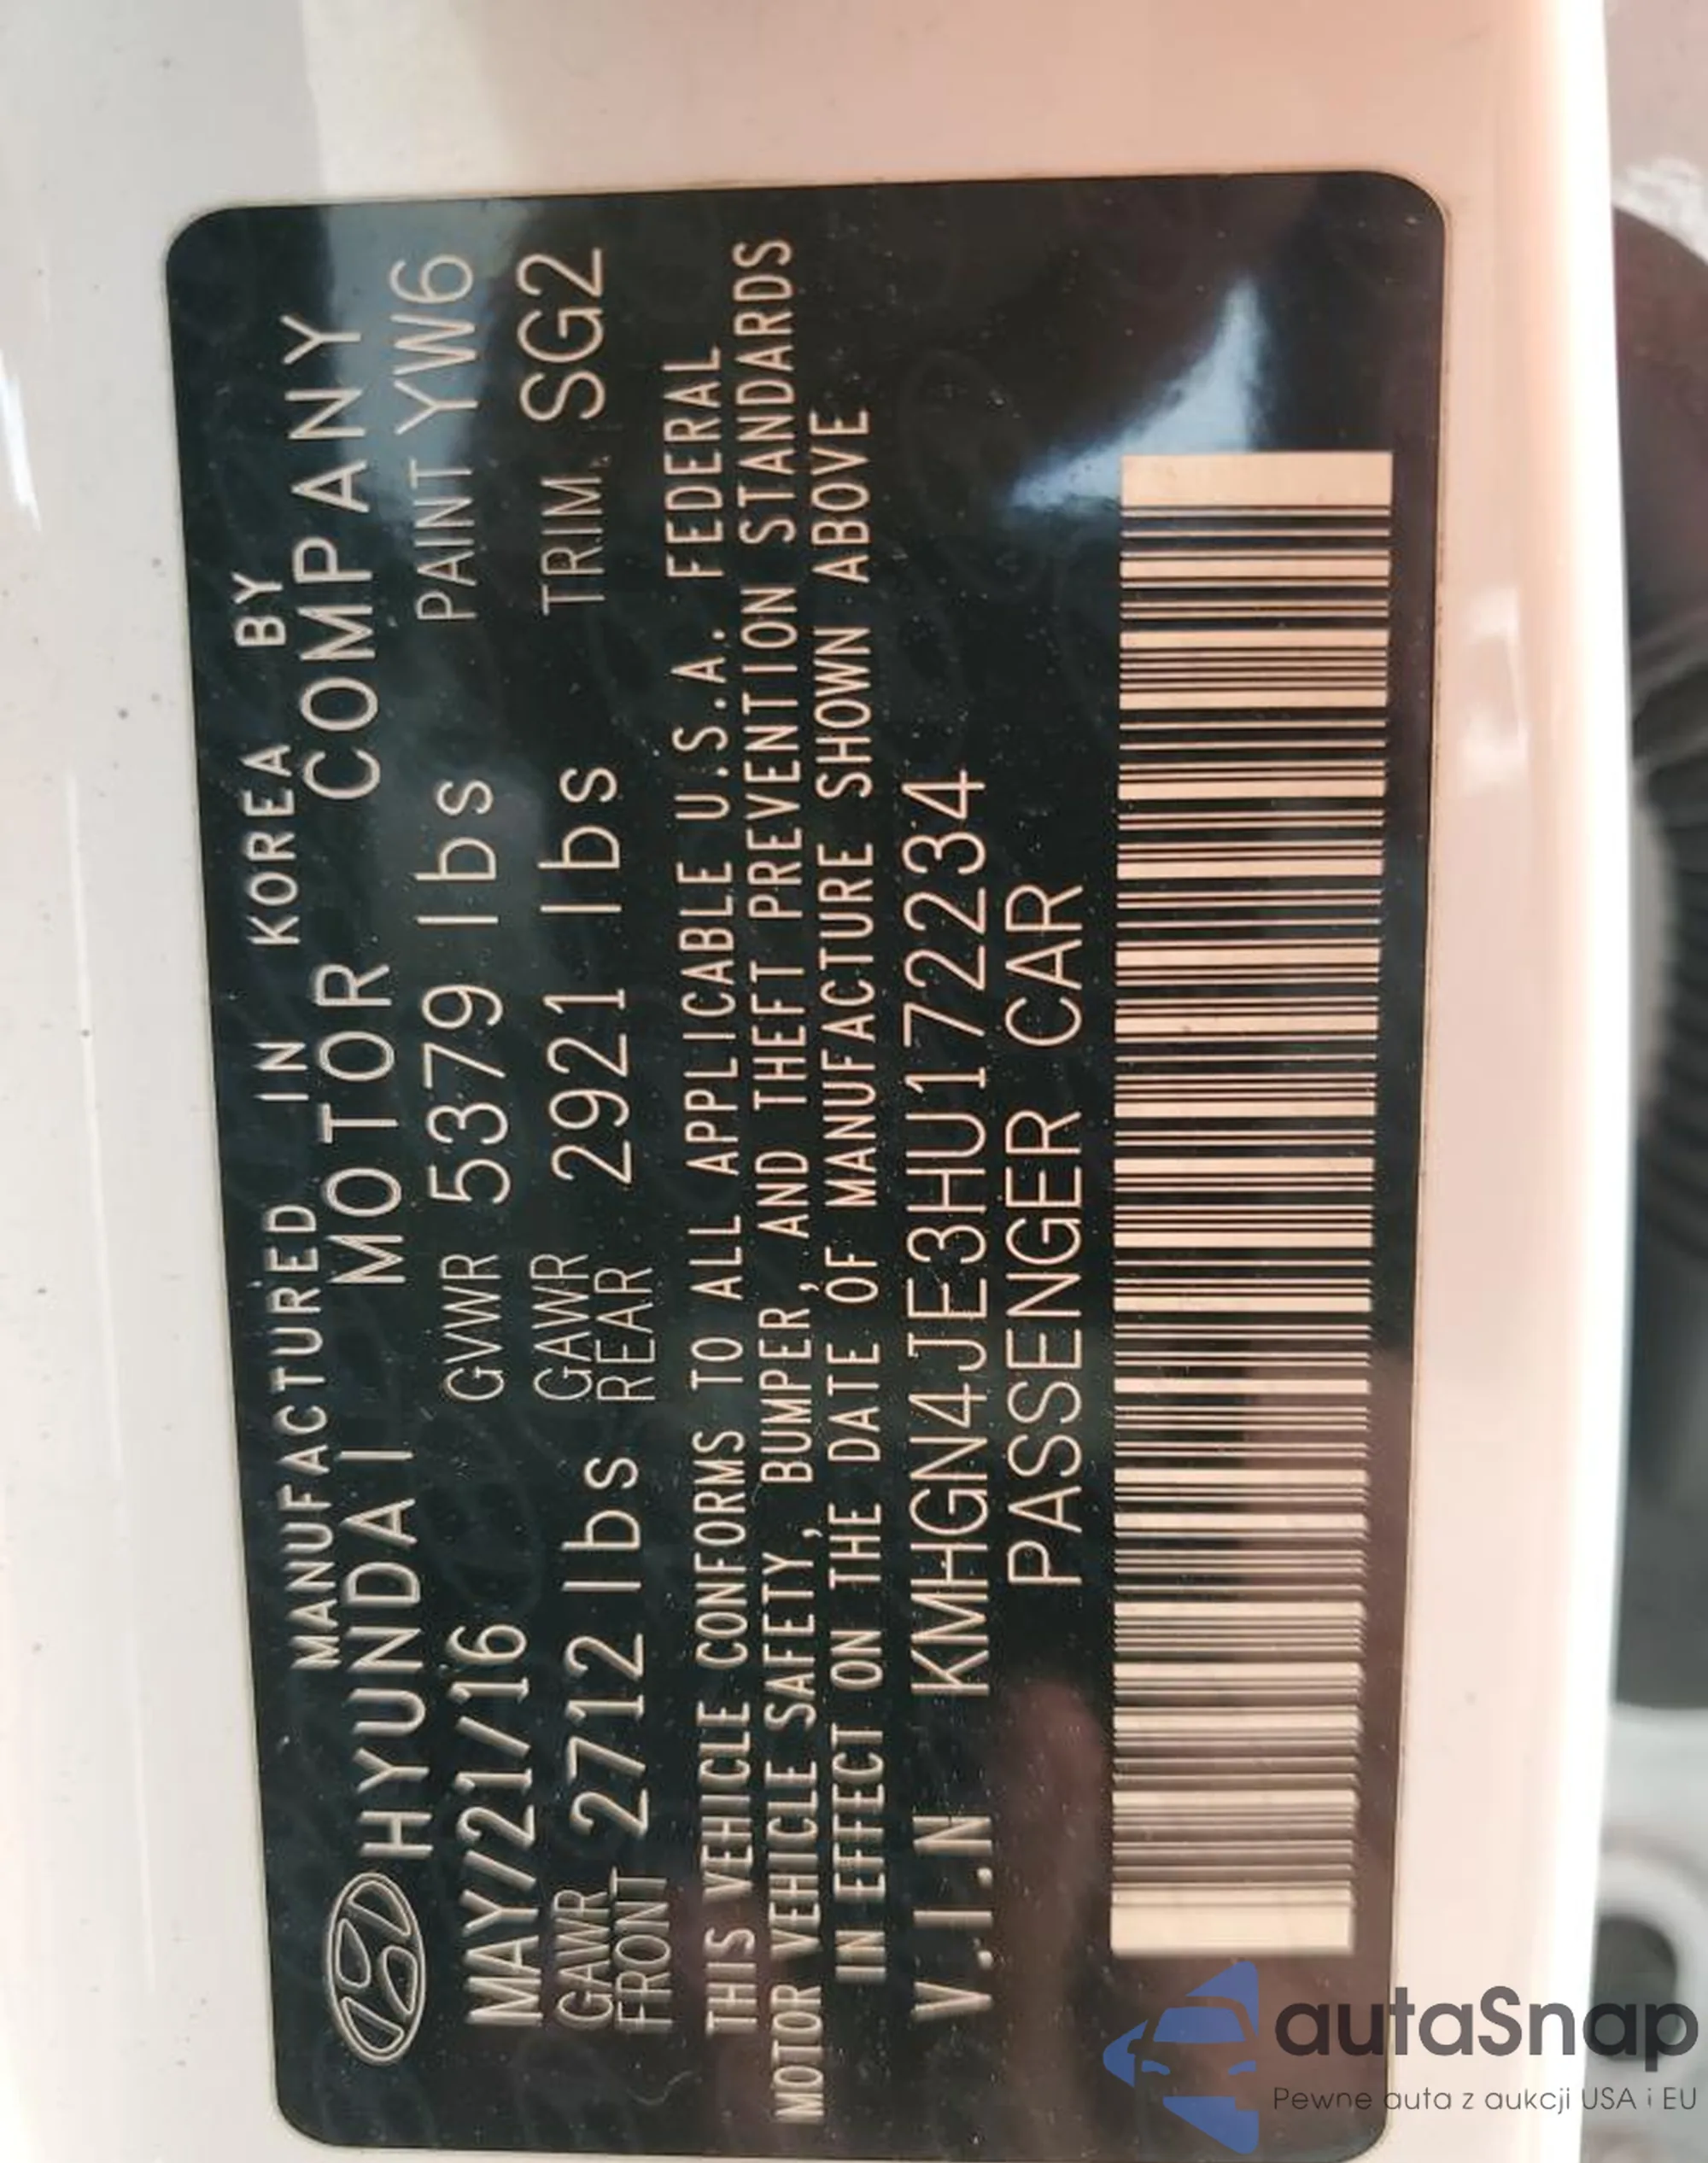 MANUFACTURED IN KOREA BY
HYUNDAI MOTOR COMPANY
MAY/21/16 GVWR 5379 lbs PAINT YW6
GAWR FRONT 2712 lbs GAWR REAR 2921 lbs TRIM SG2
THIS VEHICLE CONFORMS TO ALL APPLICABLE U.S.A. FEDERAL
MOTOR VEHICLE SAFETY, BUMPER, AND THEFT PREVENTION STANDARDS
IN EFFECT ON THE DATE OF MANUFACTURE SHOWN ABOVE
V.I.N KMHGN4JE3HU172234
PASSENGER CAR
autaSnap
Pewne auta z aukcji USA i EU